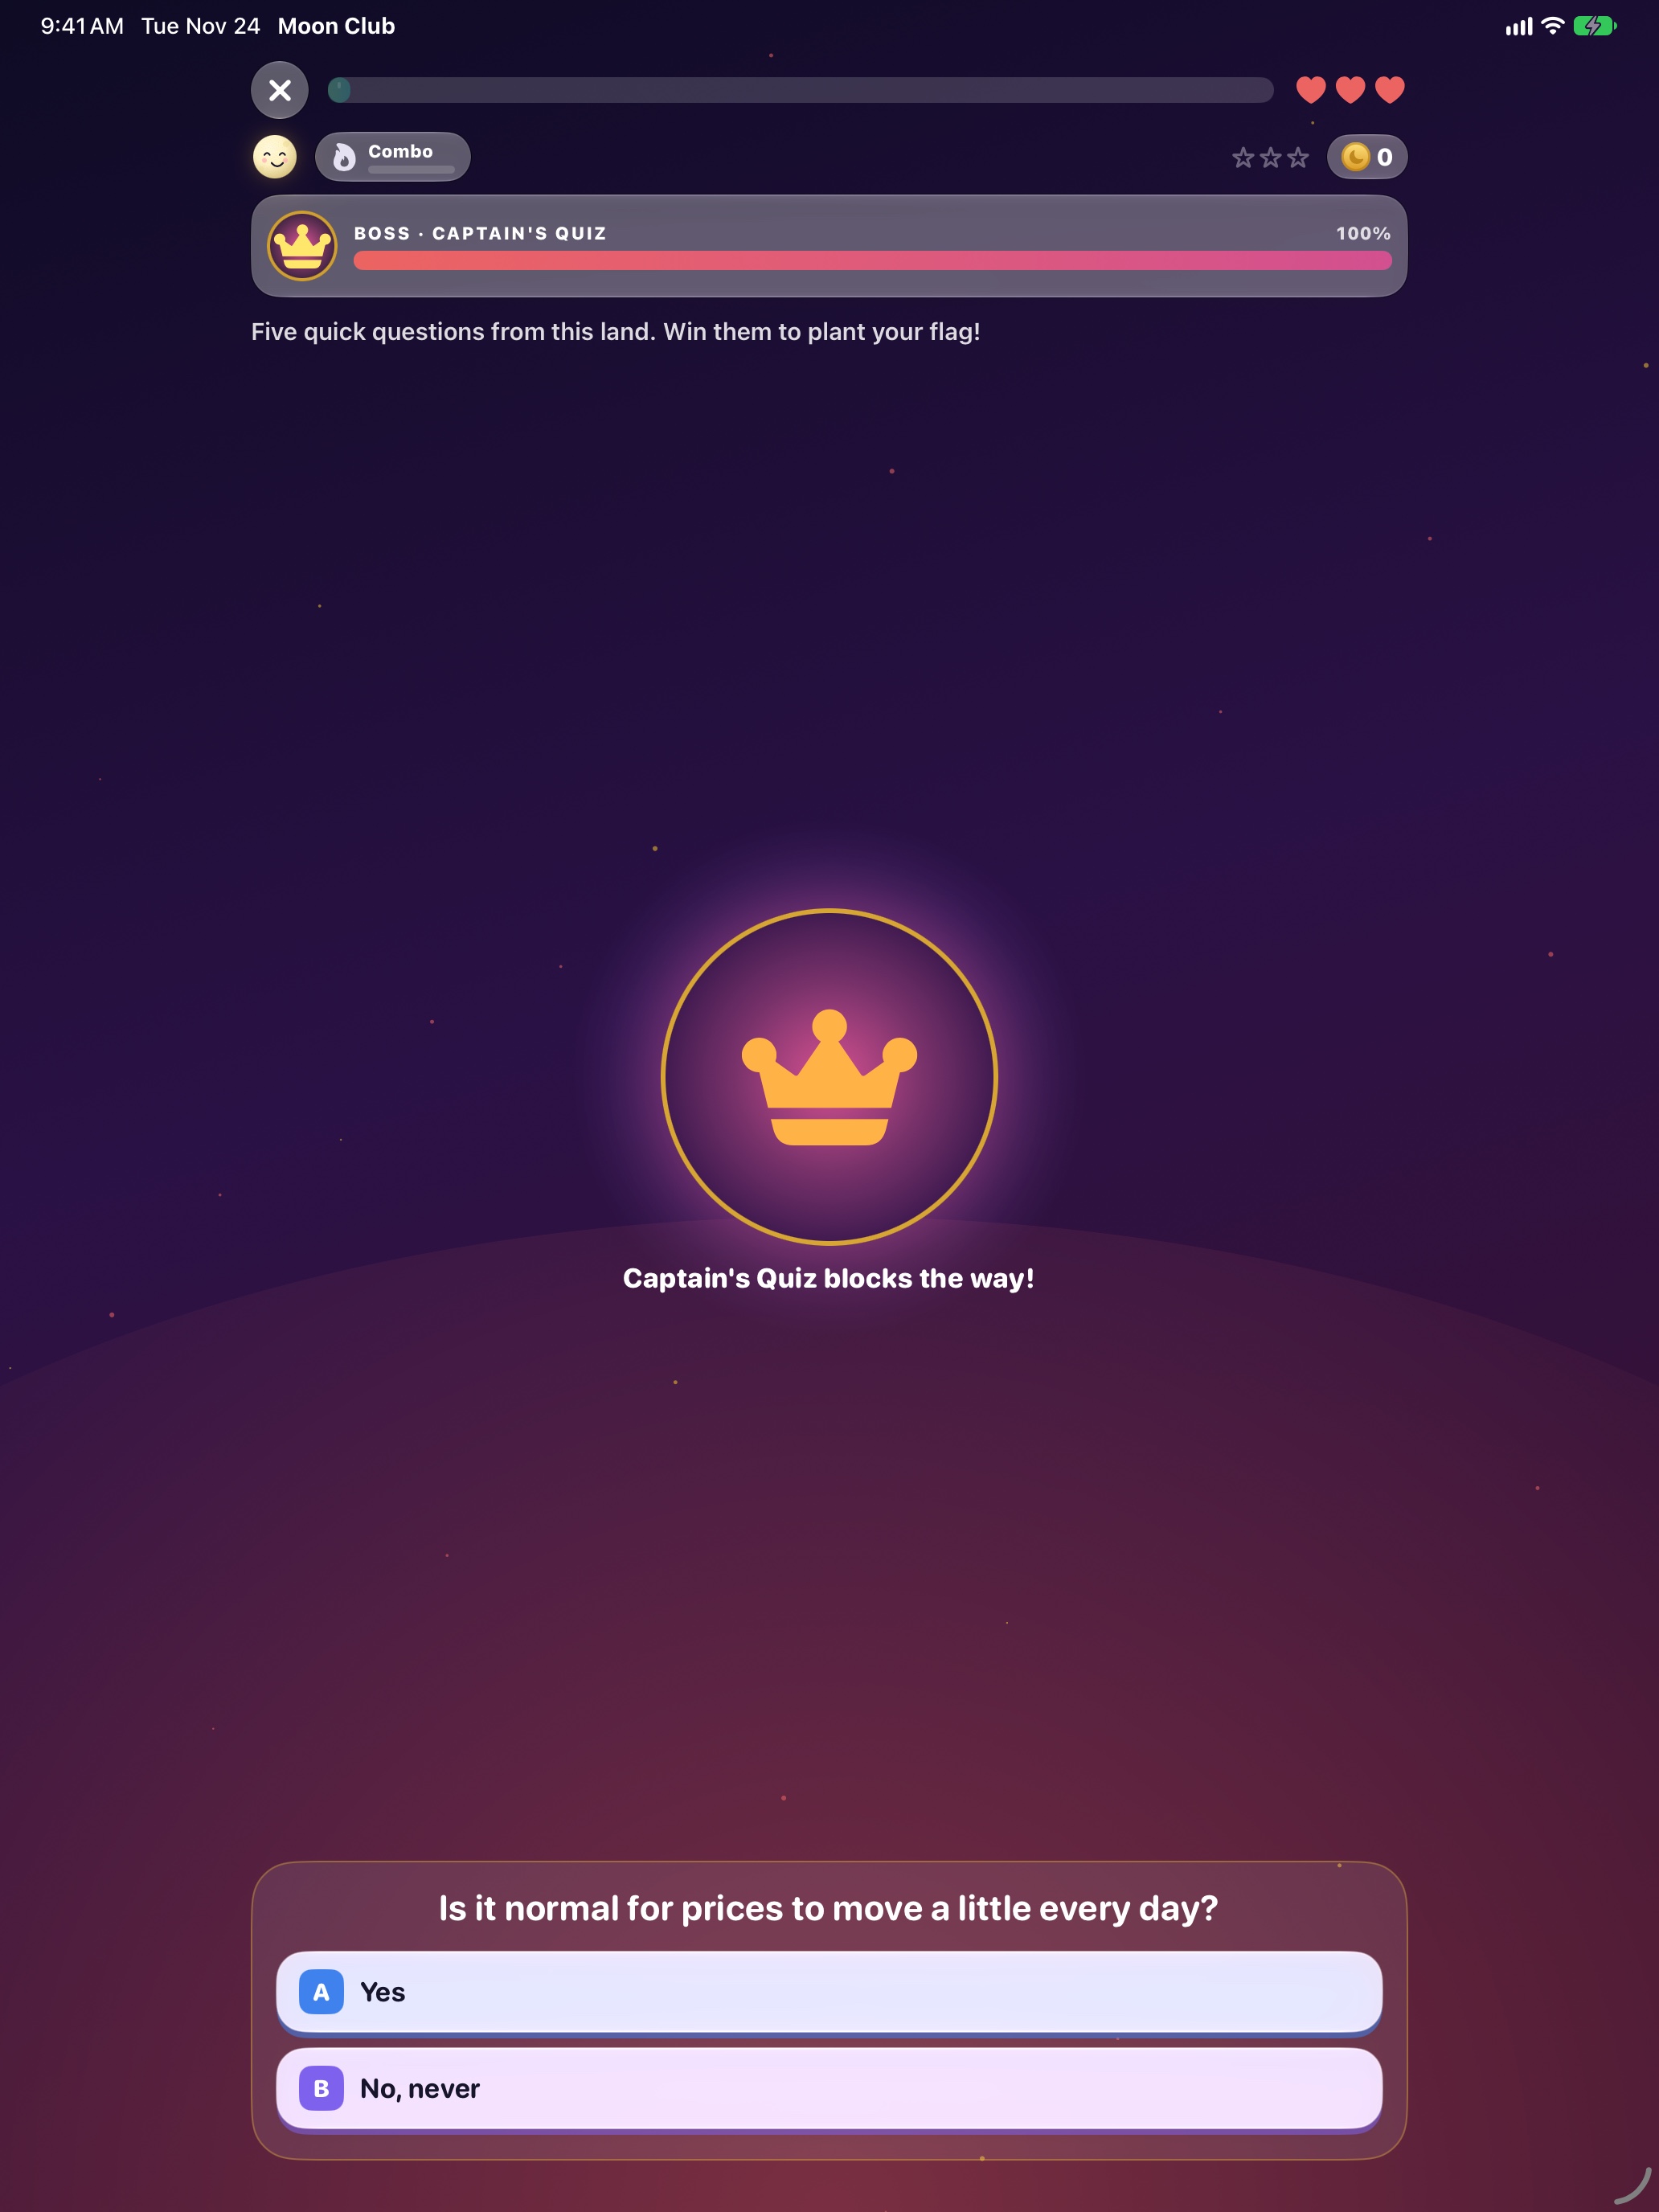 9:41 AM Tue Nov 24 Moon Club
Combo
0
BOSS · CAPTAIN'S QUIZ 100%
Five quick questions from this land. Win them to plant your flag!
Captain's Quiz blocks the way!
Is it normal for prices to move a little every day?
A Yes
B No, never